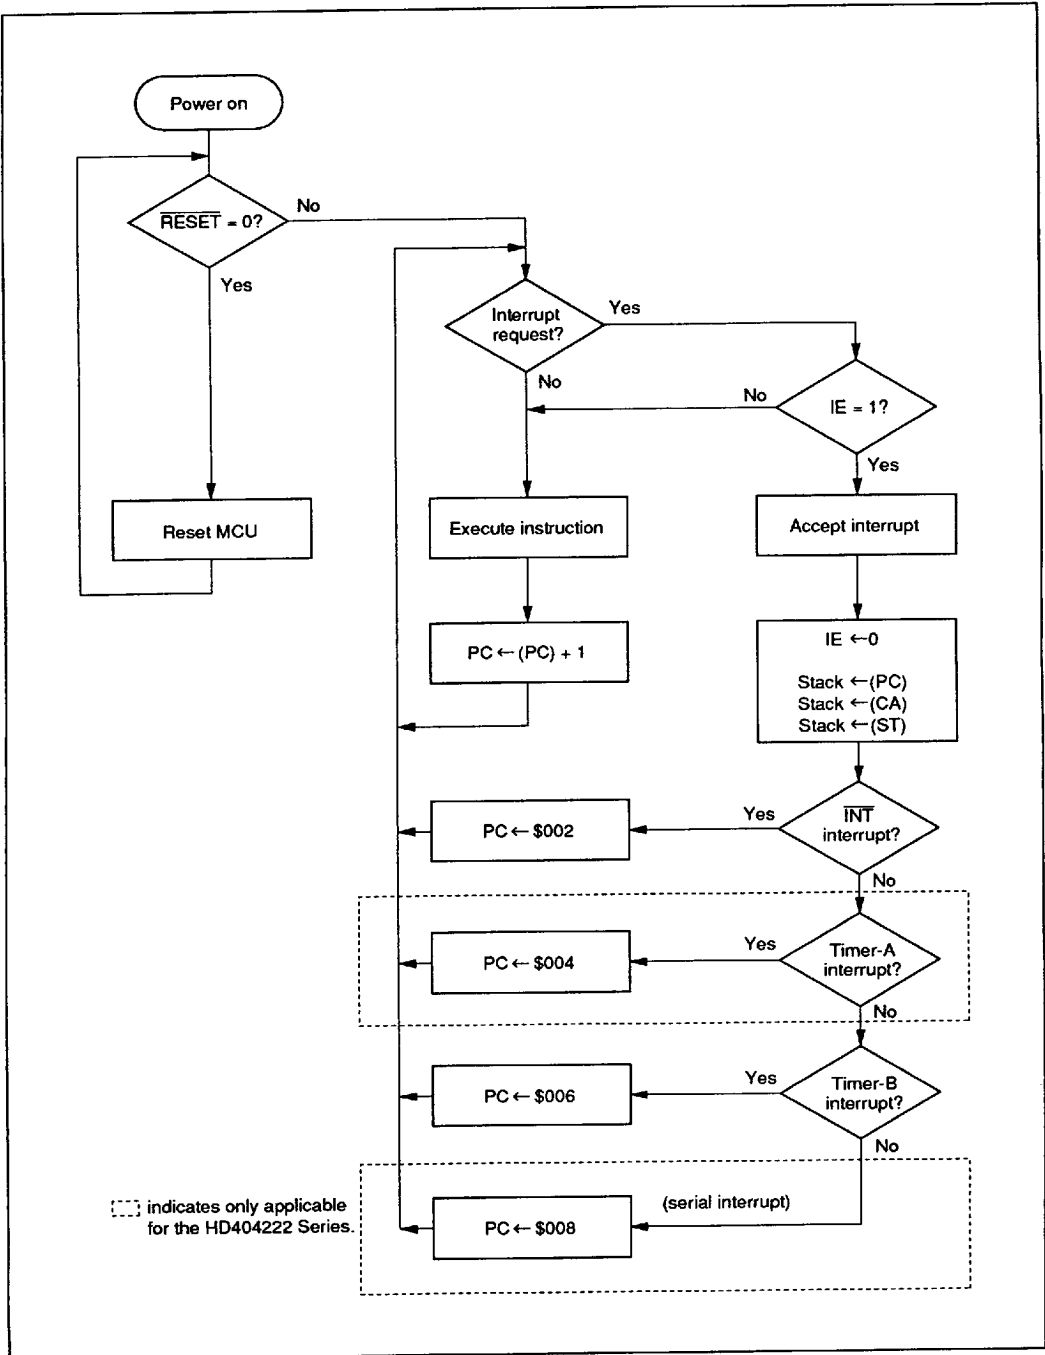 Power on
RESET = 0?
No
Yes
Interrupt
request?
Yes
No
No
IE = 1?
Yes
Reset MCU
Execute instruction
Accept interrupt
PC ← (PC) + 1
IE ← 0
Stack ← (PC)
Stack ← (CA)
Stack ← (ST)
PC ← $002
Yes
INT
interrupt?
No
PC ← $004
Yes
Timer-A
interrupt?
No
PC ← $006
Yes
Timer-B
interrupt?
No
(serial interrupt)
PC ← $008
indicates only applicable
for the HD404222 Series.